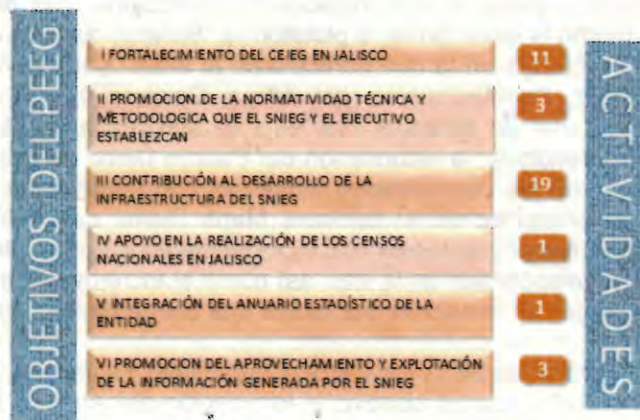 OBJETIVOS DEL PEEG
I FORTALECIMIENTO DEL CEIEG EN JALISCO
11
II PROMOCION DE LA NORMATIVIDAD TÉCNICA Y
METODOLOGICA QUE EL SNIEG Y EL EJECUTIVO
ESTABLEZCAN
3
III CONTRIBUCIÓN AL DESARROLLO DE LA
INFRAESTRUCTURA DEL SNIEG
19
IV APOYO EN LA REALIZACIÓN DE LOS CENSOS
NACIONALES EN JALISCO
1
V INTEGRACIÓN DEL ANUARIO ESTADÍSTICO DE LA
ENTIDAD
1
VI PROMOCION DEL APROVECHAMIENTO Y EXPLOTACIÓN
DE LA INFORMACIÓN GENERADA POR EL SNIEG
3
ACTIVIDADES